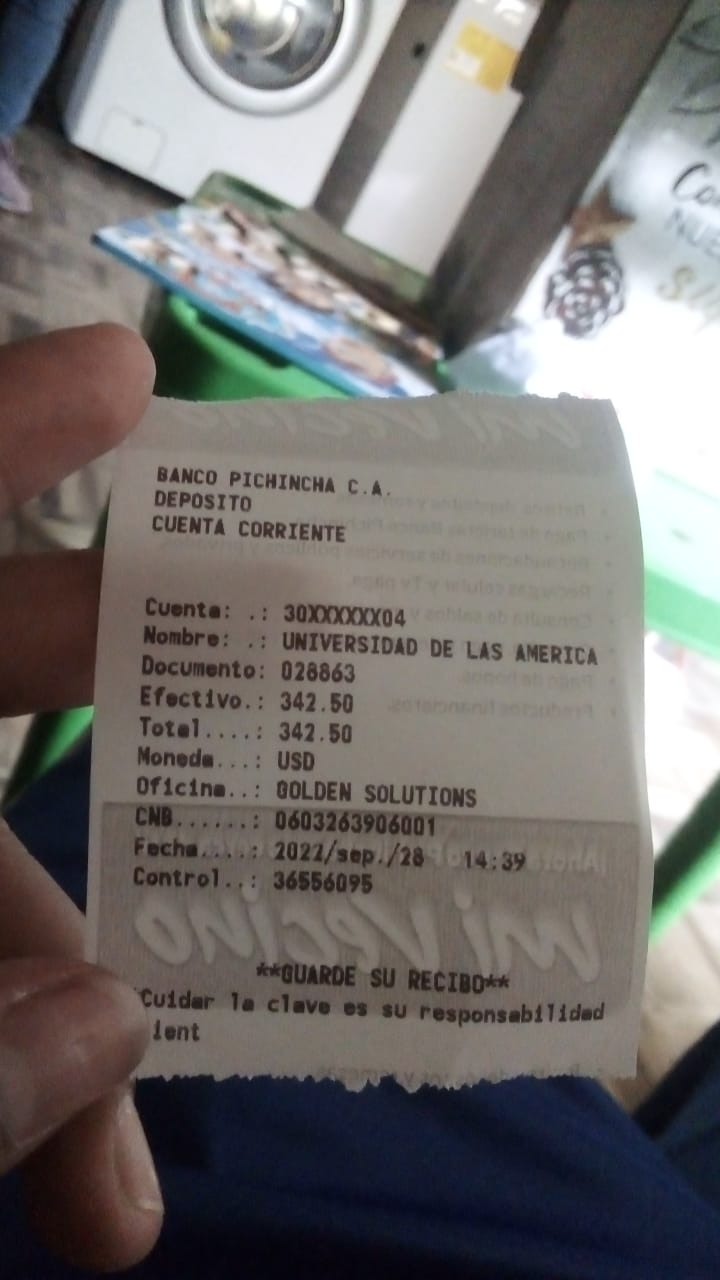 BANCO PICHINCHA C.A.
DEPOSITO
CUENTA CORRIENTE
Cuenta: .: 30XXXXXX04
Nombre: .: UNIVERSIDAD DE LAS AMERICA
Documento: 028863
Efectivo.: 342.50
Total....: 342.50
Moneda...: USD
Oficina..: GOLDEN SOLUTIONS
CNB......: 0603263906001
Fecha....: 2022/sep./28 14:39
Control..: 36556095
mi vecino
**GUARDE SU RECIBO**
Cuidar la clave es su responsabilidad
ient